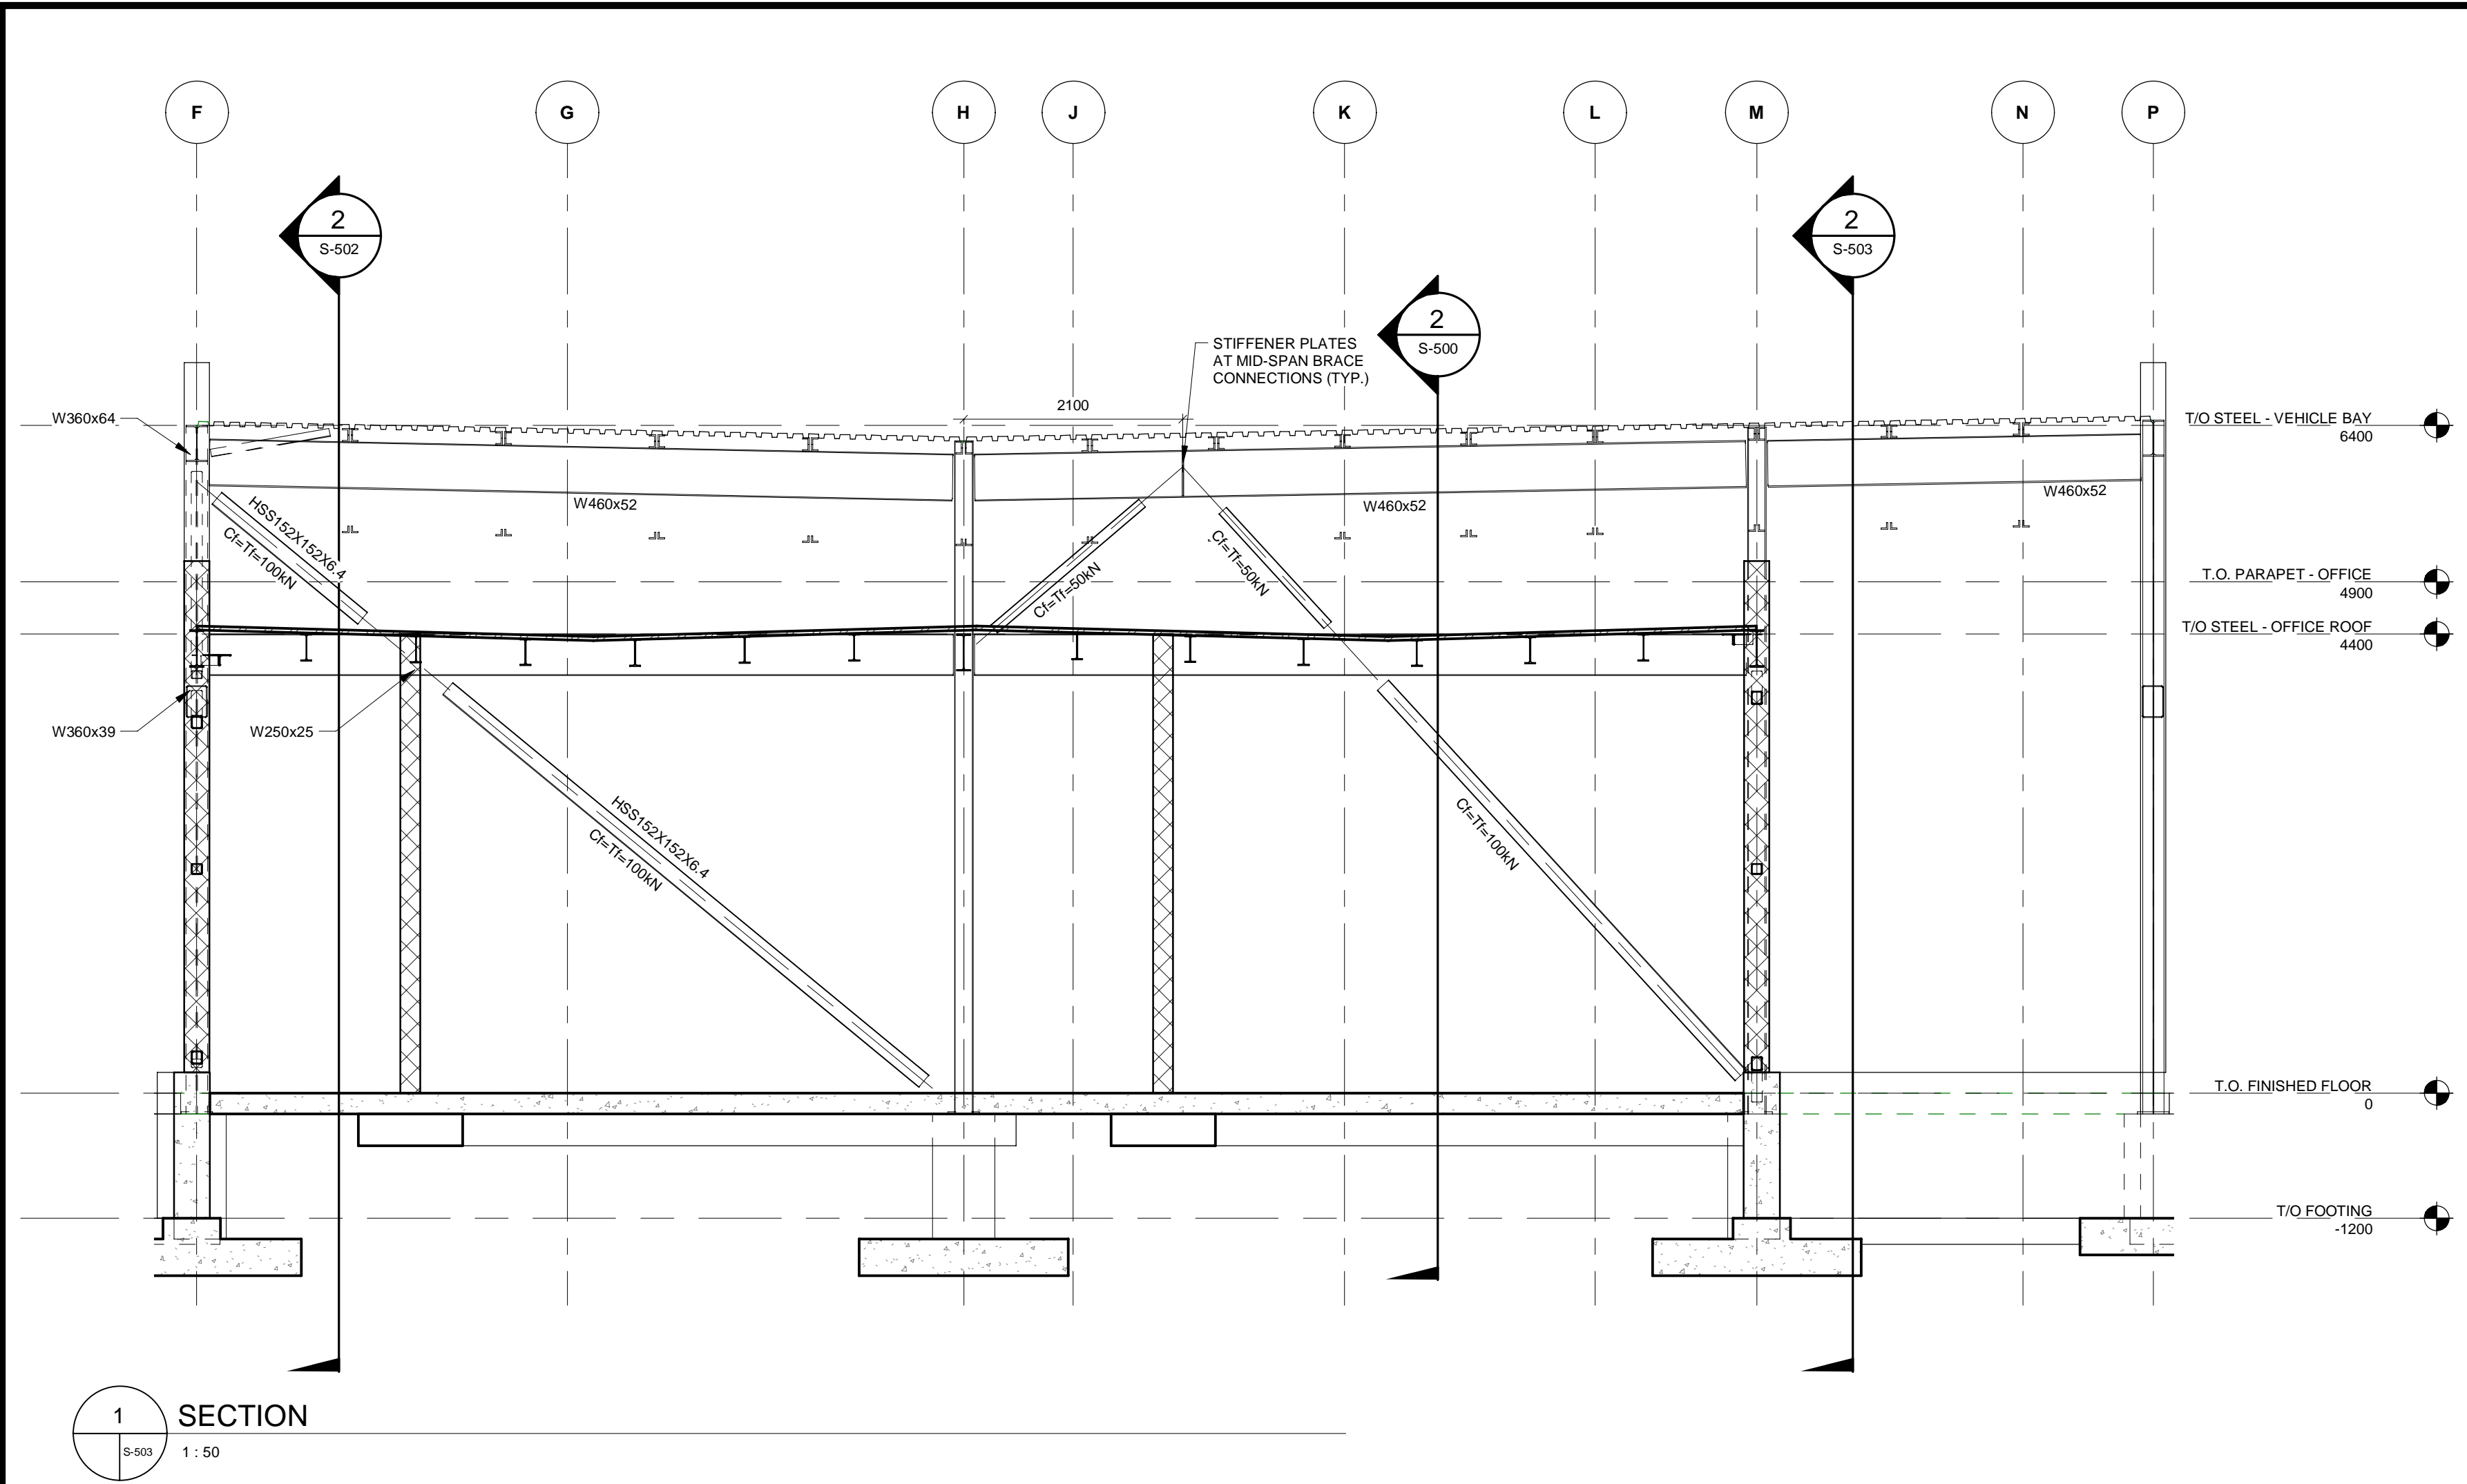 F
G
H
J
K
L
M
N
P
2
S-502
2
S-503
2
S-500
STIFFENER PLATES
AT MID-SPAN BRACE
CONNECTIONS (TYP.)
2100
W360x64
T/O STEEL - VEHICLE BAY
6400
W460x52
W460x52
W460x52
HSS152X152X6.4
Cf=Tf=100kN
Cf=Tf=50kN
Cf=Tf=50kN
T.O. PARAPET - OFFICE
4900
T/O STEEL - OFFICE ROOF
4400
W360x39
W250x25
HSS152X152X6.4
Cf=Tf=100kN
Cf=Tf=100kN
T.O. FINISHED FLOOR
0
T/O FOOTING
-1200
1
S-503
SECTION
1 : 50